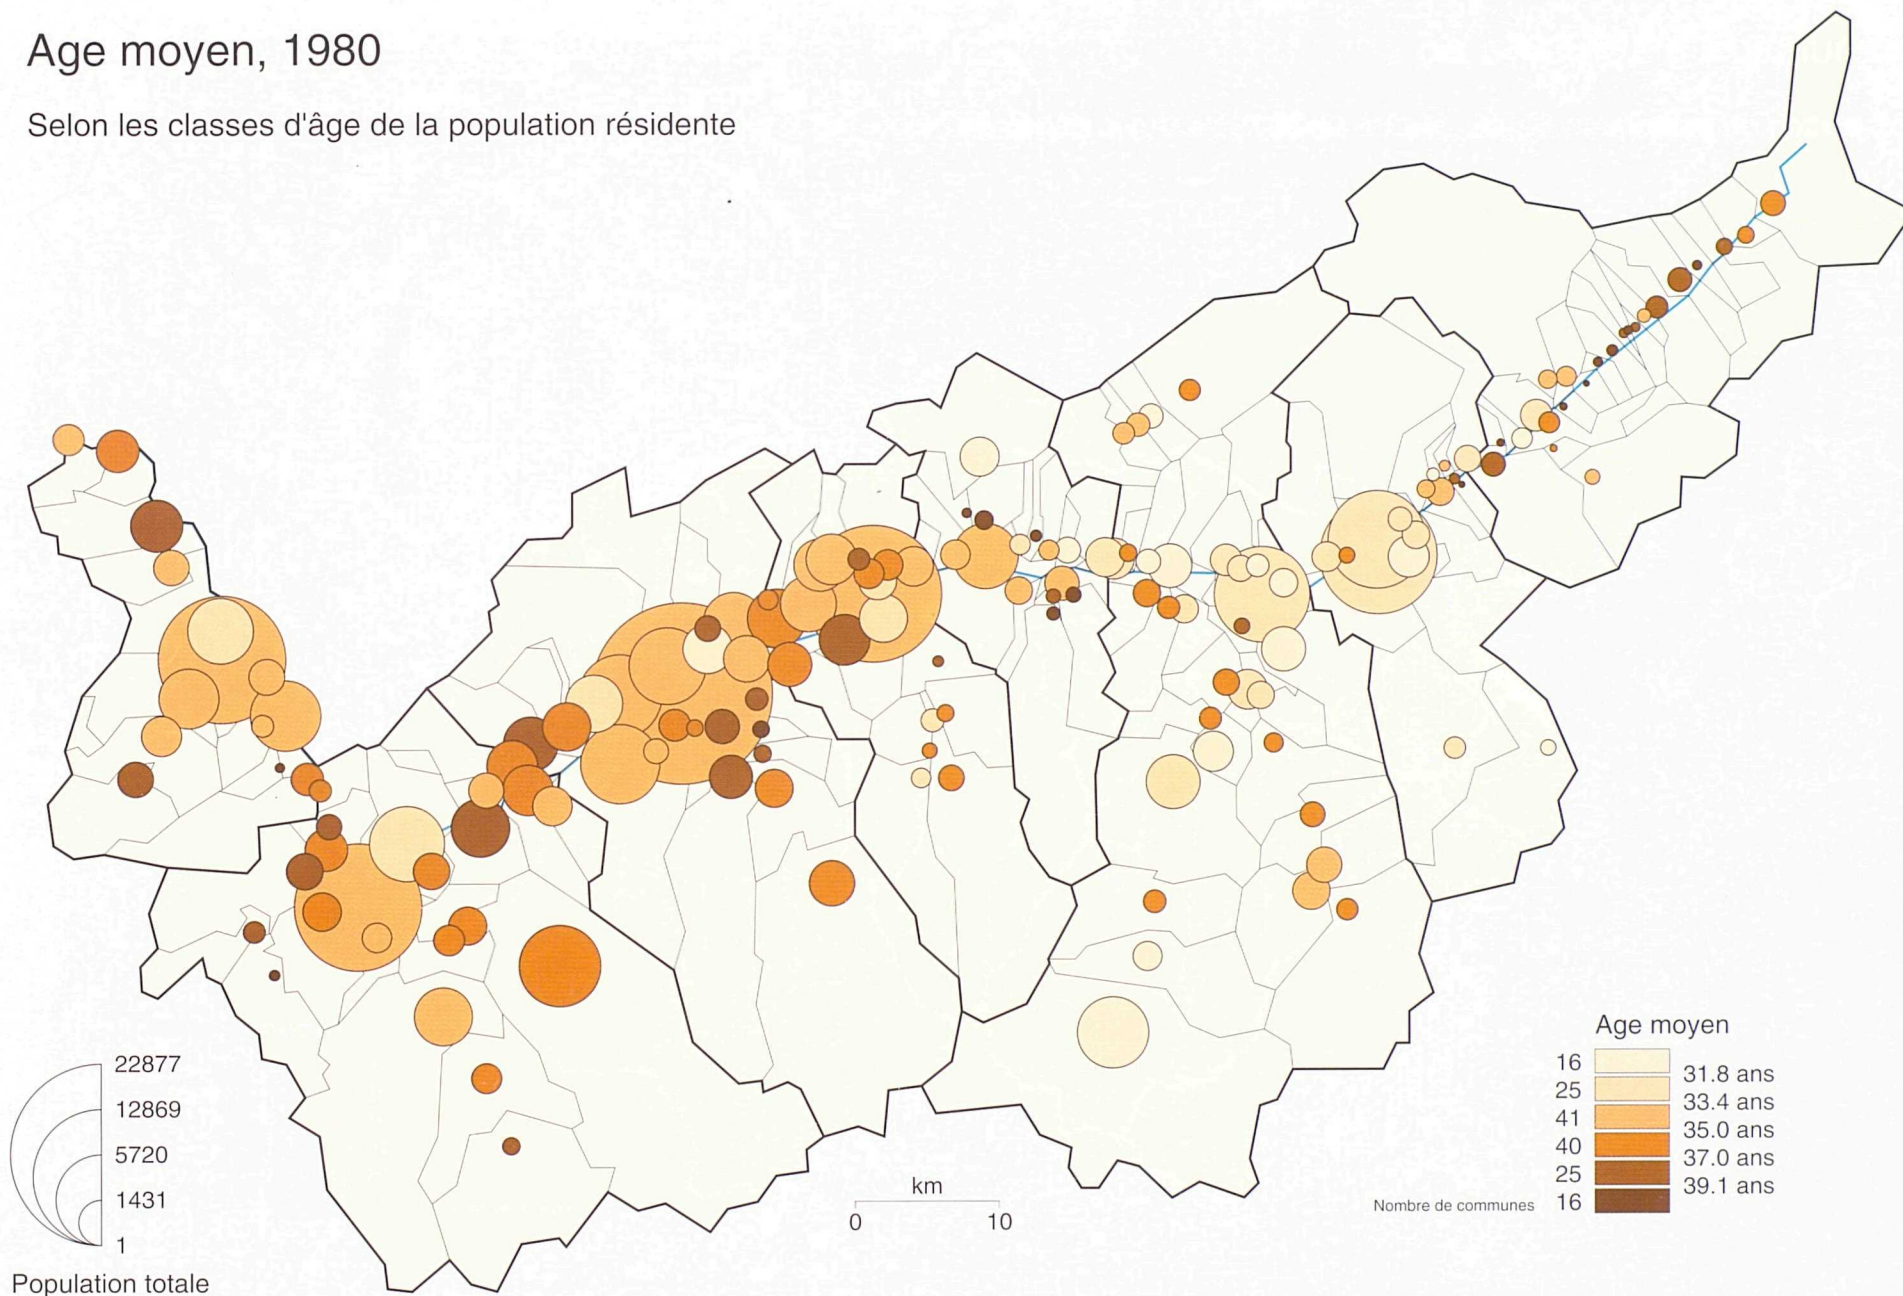 Age moyen, 1980
Selon les classes d'âge de la population résidente
22877
12869
5720
1431
1
Population totale
km
0 10
Age moyen
16
31.8 ans
25
33.4 ans
41
35.0 ans
40
37.0 ans
25
39.1 ans
Nombre de communes 16